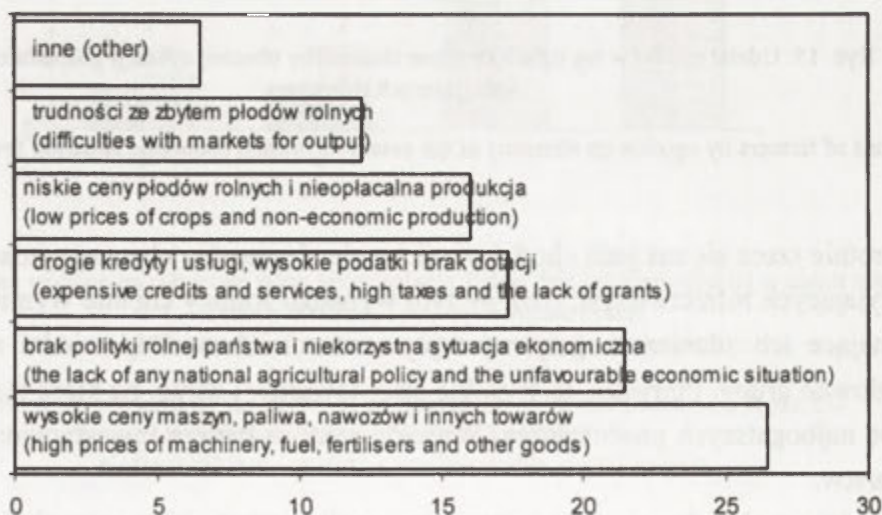 inne (other)
trudności ze zbytem płodów rolnych
(difficulties with markets for output)
niskie ceny płodów rolnych i nieopłacalna produkcja
(low prices of crops and non-economic production)
drogie kredyty i usługi, wysokie podatki i brak dotacji
(expensive credits and services, high taxes and the lack of grants)
brak polityki rolnej państwa i niekorzystna sytuacja ekonomiczna
(the lack of any national agricultural policy and the unfavourable economic situation)
wysokie ceny maszyn, paliwa, nawozów i innych towarów
(high prices of machinery, fuel, fertilisers and other goods)
0 5 10 15 20 25 30